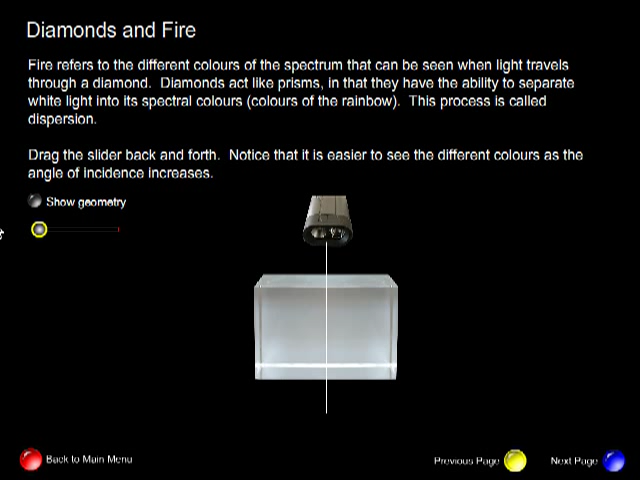 Diamonds and Fire
Fire refers to the different colours of the spectrum that can be seen when light travels
through a diamond.  Diamonds act like prisms, in that they have the ability to separate
white light into its spectral colours (colours of the rainbow).  This process is called
dispersion.
Drag the slider back and forth.  Notice that it is easier to see the different colours as the
angle of incidence increases.
Show geometry
Back to Main Menu
Previous Page
Next Page